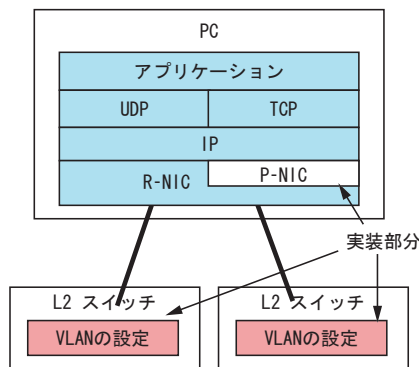 PC
アプリケーション
UDP
TCP
IP
R-NIC
P-NIC
実装部分
L2 スイッチ
L2 スイッチ
VLANの設定
VLANの設定